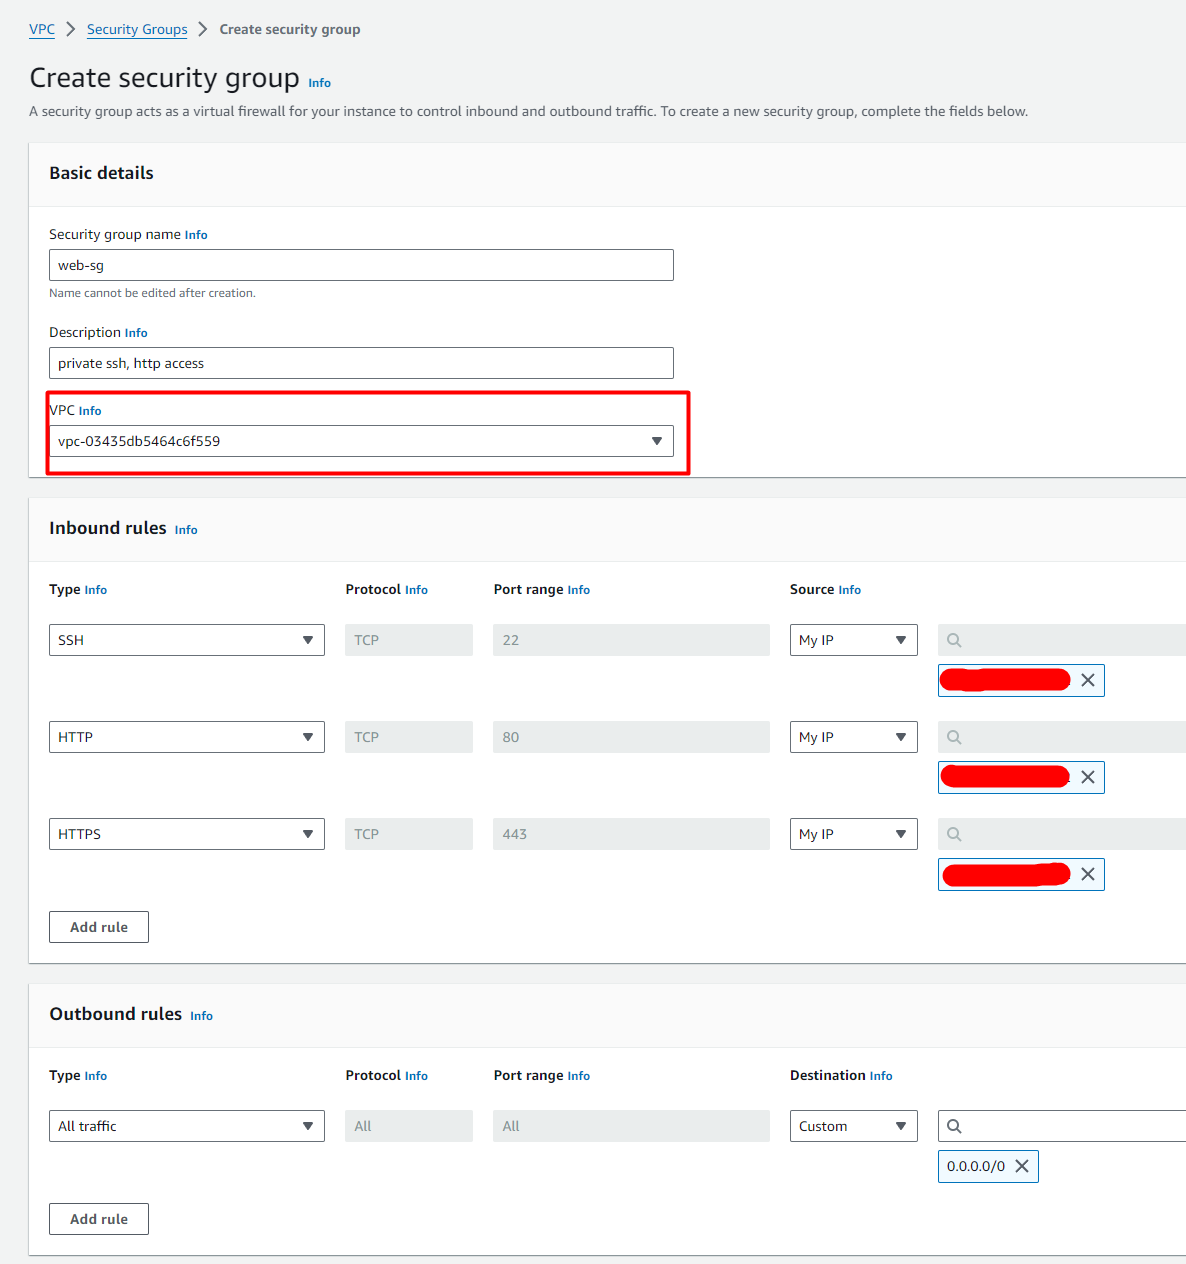 VPC > Security Groups > Create security group
Create security group Info
A security group acts as a virtual firewall for your instance to control inbound and outbound traffic. To create a new security group, complete the fields below.
Basic details
Security group name Info
web-sg
Name cannot be edited after creation.
Description Info
private ssh, http access
VPC Info
vpc-03435db5464c6f559
Inbound rules Info
Type Info Protocol Info Port range Info Source Info
SSH TCP 22 My IP
HTTP TCP 80 My IP
HTTPS TCP 443 My IP
Add rule
Outbound rules Info
Type Info Protocol Info Port range Info Destination Info
All traffic All All Custom
0.0.0.0/0
Add rule